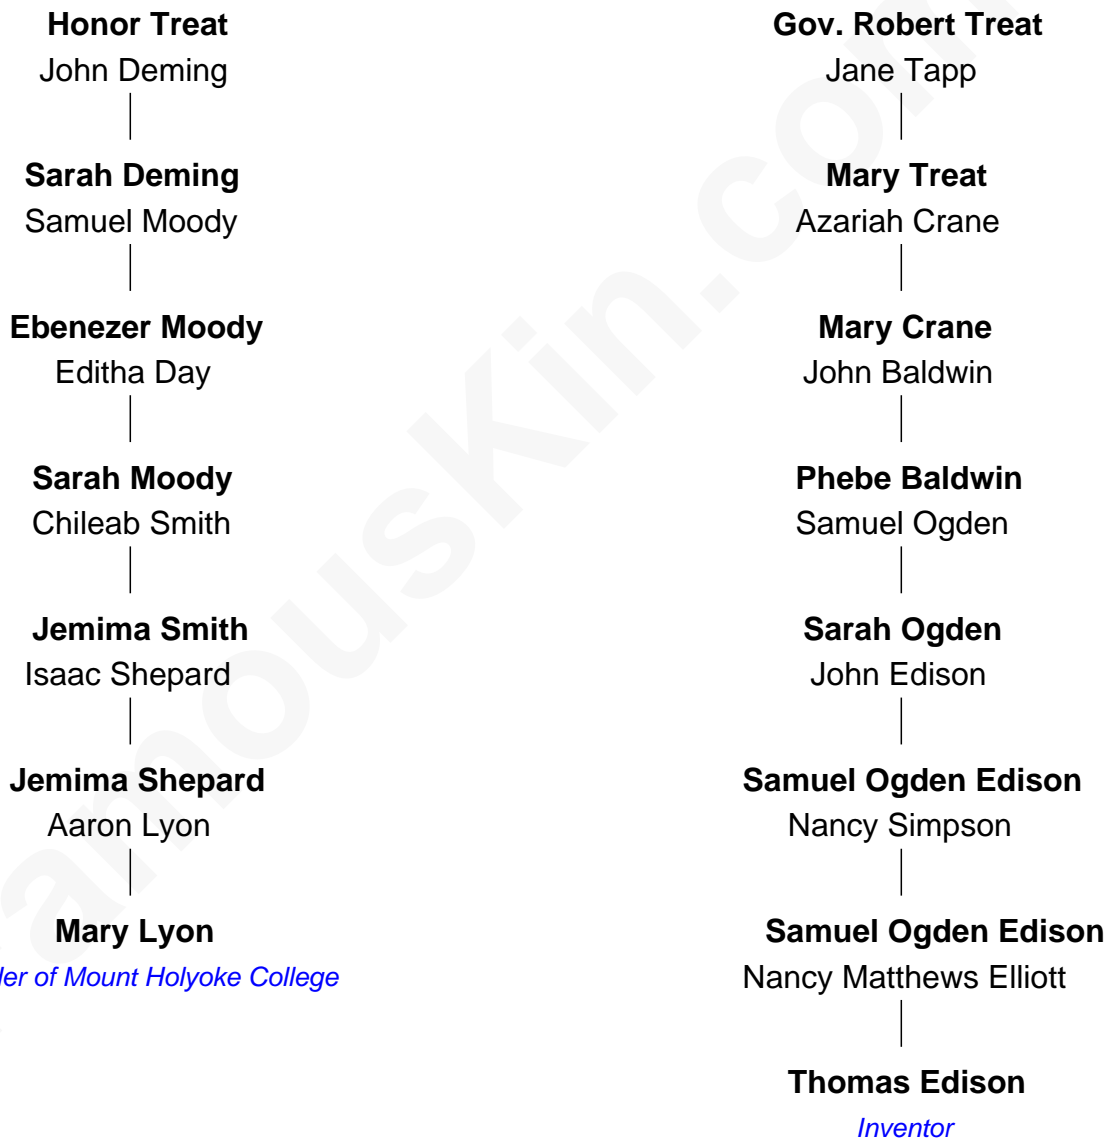 Honor Treat
John Deming
Sarah Deming
Samuel Moody
Ebenezer Moody
Editha Day
Sarah Moody
Chileab Smith
Jemima Smith
Isaac Shepard
Jemima Shepard
Aaron Lyon
Mary Lyon
of Mount Holyoke College
Gov. Robert Treat
Jane Tapp
Mary Treat
Azariah Crane
Mary Crane
John Baldwin
Phebe Baldwin
Samuel Ogden
Sarah Ogden
John Edison
Samuel Ogden Edison
Nancy Simpson
Samuel Ogden Edison
Nancy Matthews Elliott
Thomas Edison
Inventor